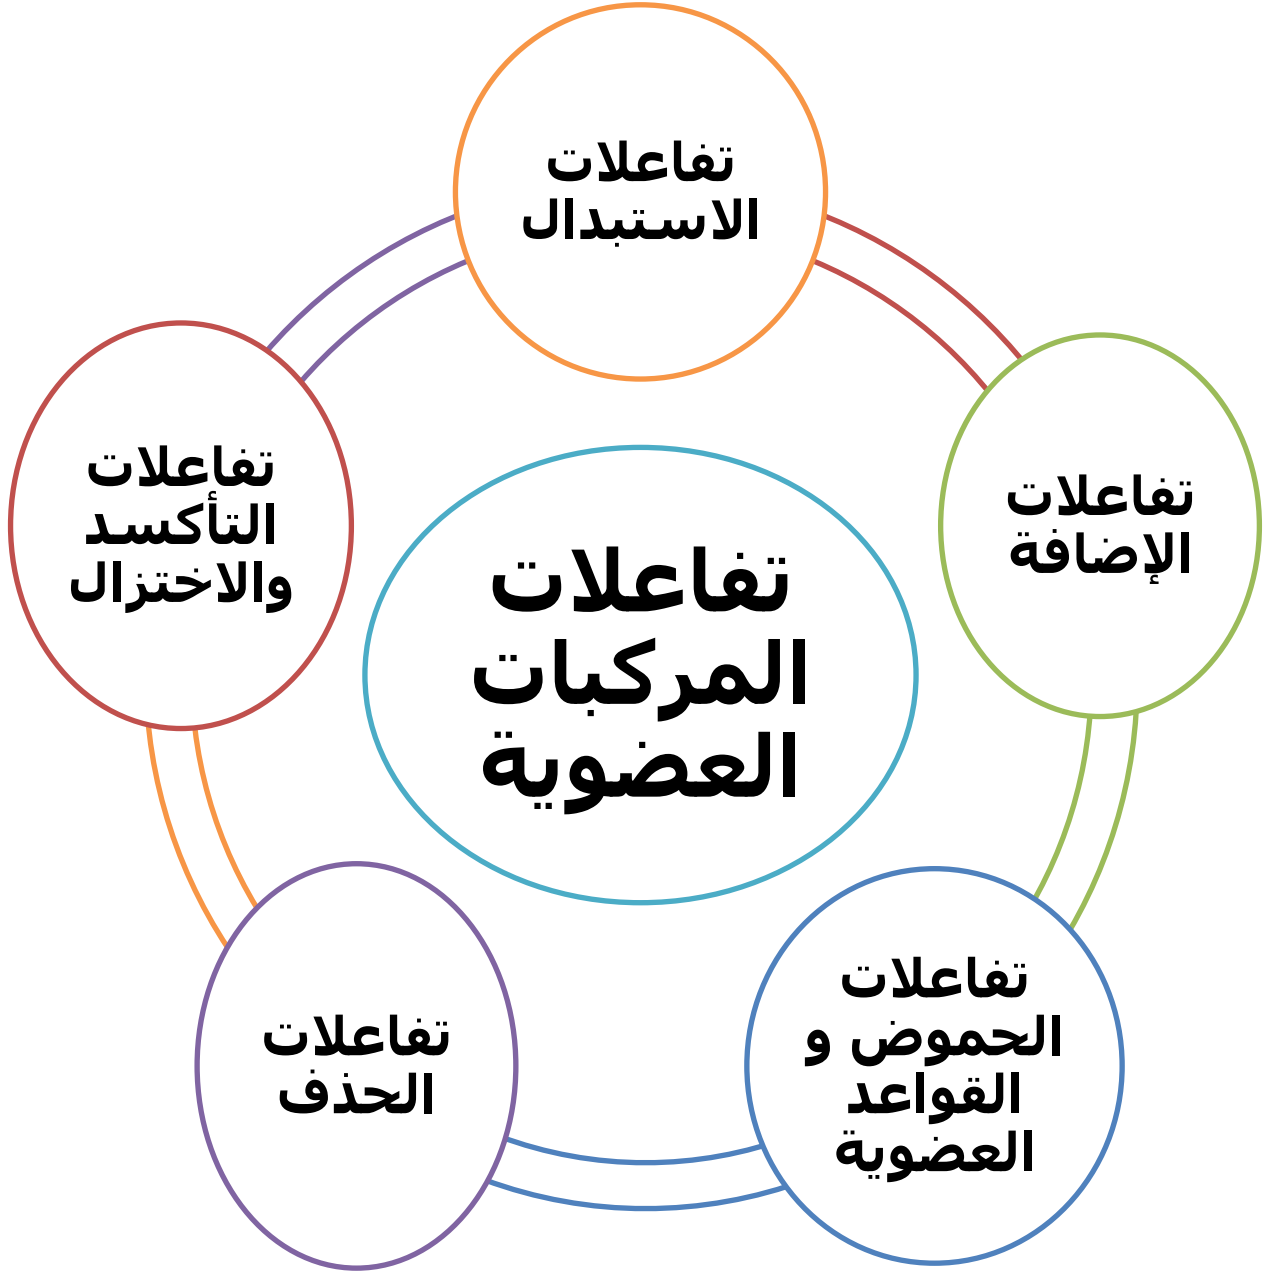 تفاعلات
الاستبدال
تفاعلات
الإضافة
تفاعلات
الحموض و
القواعد
العضوية
تفاعلات
الحذف
تفاعلات
التأكسد
والاختزال
تفاعلات
المركبات
العضوية